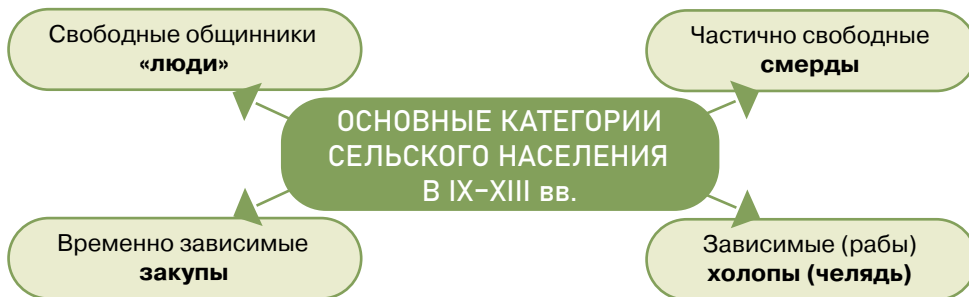 Свободные общинники
«люди»
Частично свободные
смерды
ОСНОВНЫЕ КАТЕГОРИИ
СЕЛЬСКОГО НАСЕЛЕНИЯ
В IX–XIII вв.
Временно зависимые
закупы
Зависимые (рабы)
холопы (челядь)